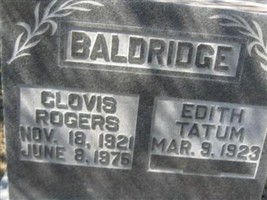 BALDRIDGE
CLOVIS
ROGERS
NOV. 18, 1921
JUNE 8, 1976
EDITH
TATUM
MAR. 9, 1923